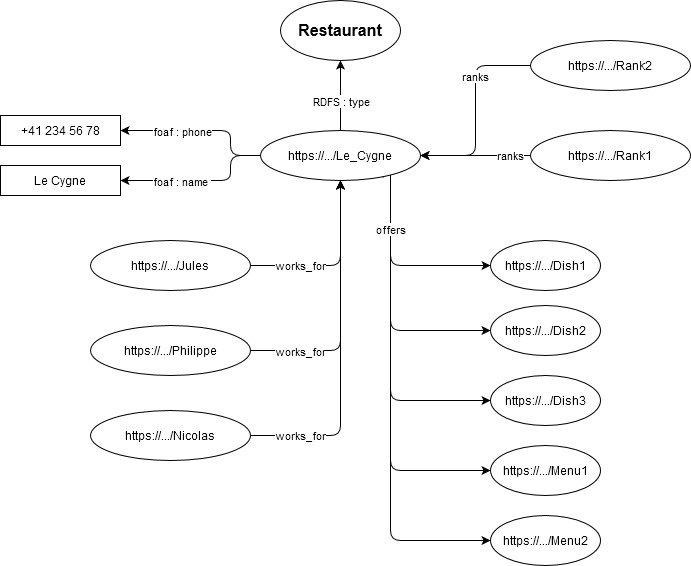 Restaurant
https://.../Rank2
ranks
RDFS : type
+41 234 56 78
foaf : phone
https://.../Le_Cygne
ranks
https://.../Rank1
Le Cygne
foaf : name
offers
https://.../Jules
works_for
https://.../Dish1
https://.../Dish2
https://.../Philippe
works_for
https://.../Dish3
https://.../Nicolas
works_for
https://.../Menu1
https://.../Menu2